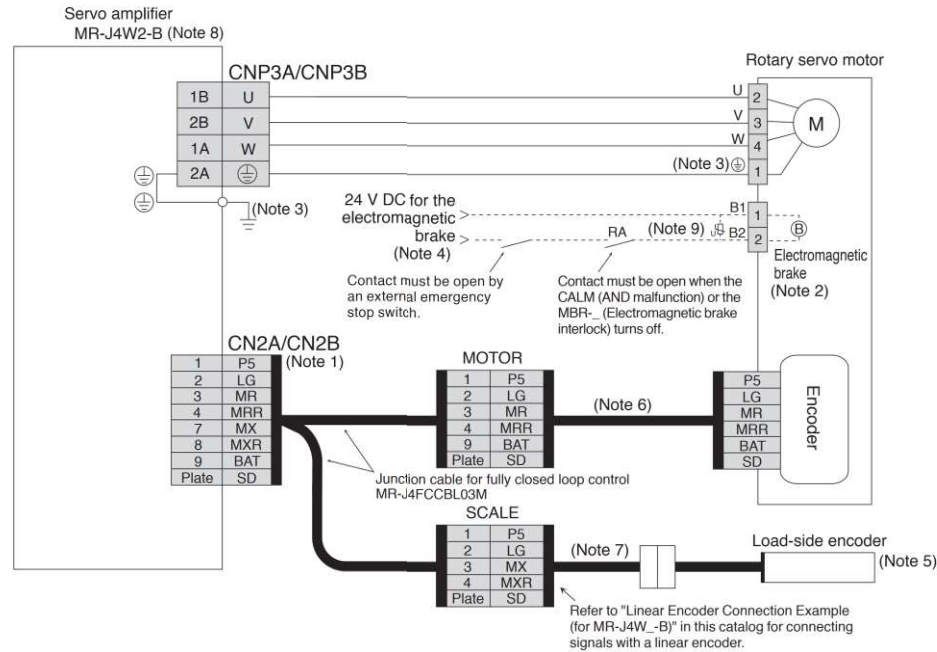 Servo amplifier
MR-J4W2-B (Note 8)
Rotary servo motor
CNP3A/CNP3B
1B U
2B V
1A W
2A
(Note 3)
U 2
V 3
W 4
(Note 3) 1
M
24 V DC for the
electromagnetic
brake
(Note 4)
RA
(Note 9)
B1 1
B2 2
B
Electromagnetic
brake
(Note 2)
Contact must be open by
an external emergency
stop switch.
Contact must be open when the
CALM (AND malfunction) or the
MBR-_ (Electromagnetic brake
interlock) turns off.
CN2A/CN2B
(Note 1)
1 P5
2 LG
3 MR
4 MRR
7 MX
8 MXR
9 BAT
Plate SD
MOTOR
1 P5
2 LG
3 MR
4 MRR
9 BAT
Plate SD
(Note 6)
P5
LG
MR
MRR
BAT
SD
Encoder
Junction cable for fully closed loop control
MR-J4FCCBL03M
SCALE
1 P5
2 LG
3 MX
4 MXR
Plate SD
(Note 7)
Load-side encoder
(Note 5)
Refer to "Linear Encoder Connection Example
(for MR-J4W_-B)" in this catalog for connecting
signals with a linear encoder.